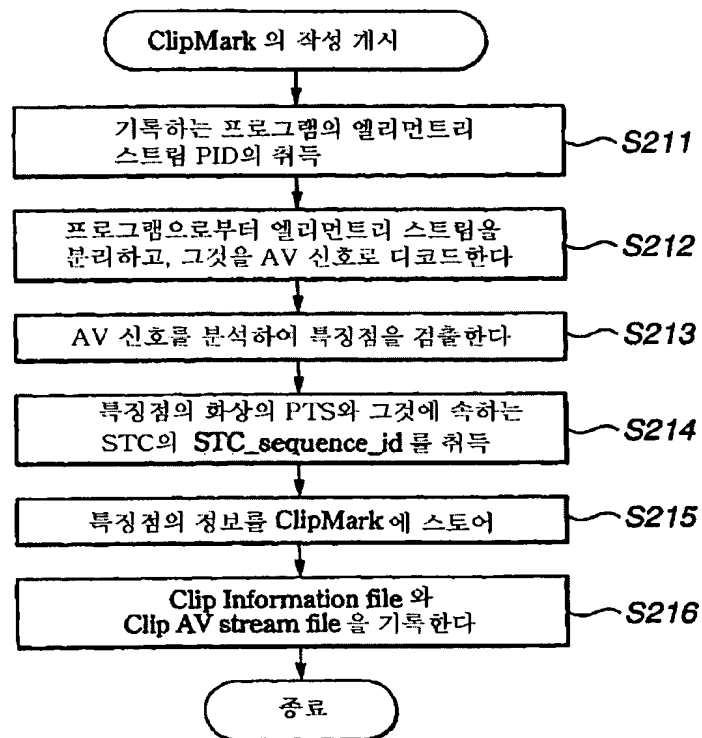 ClipMark 의 작성 개시
기록하는 프로그램의 엘리먼트리
스트림 PID의 취득
S211
프로그램으로부터 엘리먼트리 스트림을
분리하고, 그것을 AV 신호로 디코드한다
S212
AV 신호를 분석하여 특징점을 검출한다
S213
특징점의 화상의 PTS와 그것에 속하는
STC의 STC_sequence_id 를 취득
S214
특징점의 정보를 ClipMark 에 스토어
S215
Clip Information file 와
Clip AV stream file 을 기록한다
S216
종료